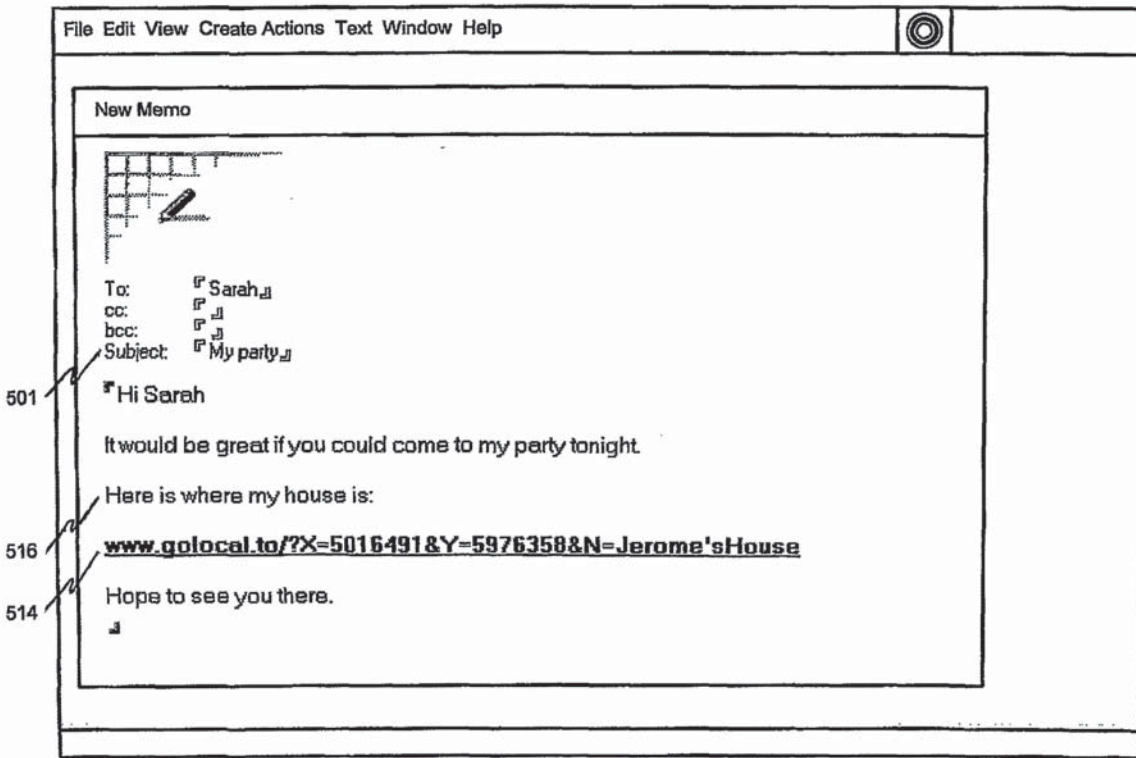 File Edit View Create Actions Text Window Help
New Memo
To: Sarah
cc:
bcc:
Subject: My party
501
Hi Sarah
It would be great if you could come to my party tonight.
Here is where my house is:
516
www.golocal.to/?X=5016491&Y=5976358&N=Jerome'sHouse
514
Hope to see you there.